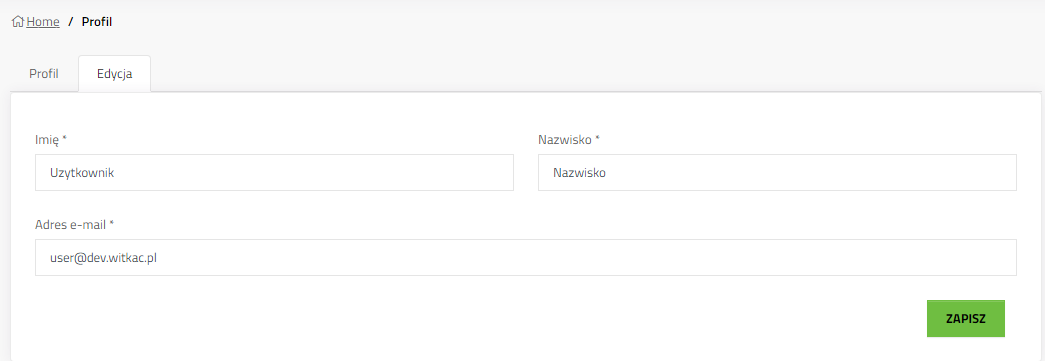 Home / Profil
Profil Edycja
Imię * Nazwisko *
Uzytkownik Nazwisko
Adres e-mail *
user@dev.witkac.pl
ZAPISZ